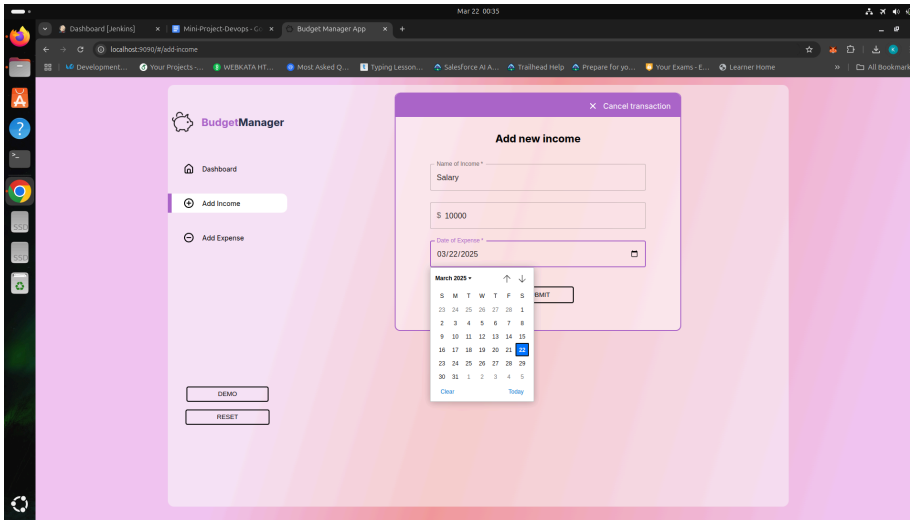 Mar 22 00:35
Dashboard [Jenkins]
Mini-Project-Devops - Go
Budget Manager App
localhost:9090/#/add-income
Development...
Your Projects -...
WEBKATA HT...
Most Asked Q...
Typing Lesson...
Salesforce AI A...
Trailhead Help
Prepare for yo...
Your Exams - E...
Learner Home
All Bookmark
BudgetManager
Dashboard
Add Income
Add Expense
DEMO
RESET
Cancel transaction
Add new income
Name of Income *
Salary
$ 10000
Date of Expense *
03/22/2025
BMIT
March 2025
S M T W T F S
23 24 25 26 27 28 1
2 3 4 5 6 7 8
9 10 11 12 13 14 15
16 17 18 19 20 21 22
23 24 25 26 27 28 29
30 31 1 2 3 4 5
Clear Today
SSD
SSD